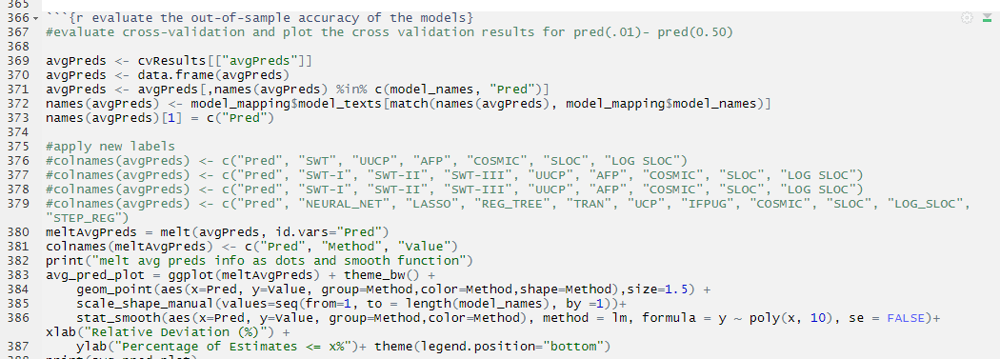 365
366 ```{r evaluate the out-of-sample accuracy of the models}
367 #evaluate cross-validation and plot the cross validation results for pred(.01)- pred(0.50)
368
369 avgPreds <- cvResults[["avgPreds"]]
370 avgPreds <- data.frame(avgPreds)
371 avgPreds <- avgPreds[,names(avgPreds) %in% c(model_names, "Pred")]
372 names(avgPreds) <- model_mapping$model_texts[match(names(avgPreds), model_mapping$model_names)]
373 names(avgPreds)[1] = c("Pred")
374
375 #apply new labels
376 #colnames(avgPreds) <- c("Pred", "SWT", "UUCP", "AFP", "COSMIC", "SLOC", "LOG SLOC")
377 #colnames(avgPreds) <- c("Pred", "SWT-I", "SWT-II", "SWT-III", "UUCP", "AFP", "COSMIC", "SLOC", "LOG SLOC")
378 #colnames(avgPreds) <- c("Pred", "SWT-I", "SWT-II", "SWT-III", "UUCP", "AFP", "COSMIC", "SLOC", "LOG SLOC")
379 #colnames(avgPreds) <- c("Pred", "NEURAL_NET", "LASSO", "REG_TREE", "TRAN", "UCP", "IFPUG", "COSMIC", "SLOC", "LOG_SLOC",
"STEP_REG")
380 meltAvgPreds = melt(avgPreds, id.vars="Pred")
381 colnames(meltAvgPreds) <- c("Pred", "Method", "Value")
382 print("melt avg preds info as dots and smooth function")
383 avg_pred_plot = ggplot(meltAvgPreds) + theme_bw() +
384 geom_point(aes(x=Pred, y=Value, group=Method,color=Method,shape=Method),size=1.5) +
385 scale_shape_manual(values=seq(from=1, to = length(model_names), by =1))+
386 stat_smooth(aes(x=Pred, y=Value, group=Method,color=Method), method = lm, formula = y ~ poly(x, 10), se = FALSE)+
xlab("Relative Deviation (%)") +
387 ylab("Percentage of Estimates <= x%")+ theme(legend.position="bottom")